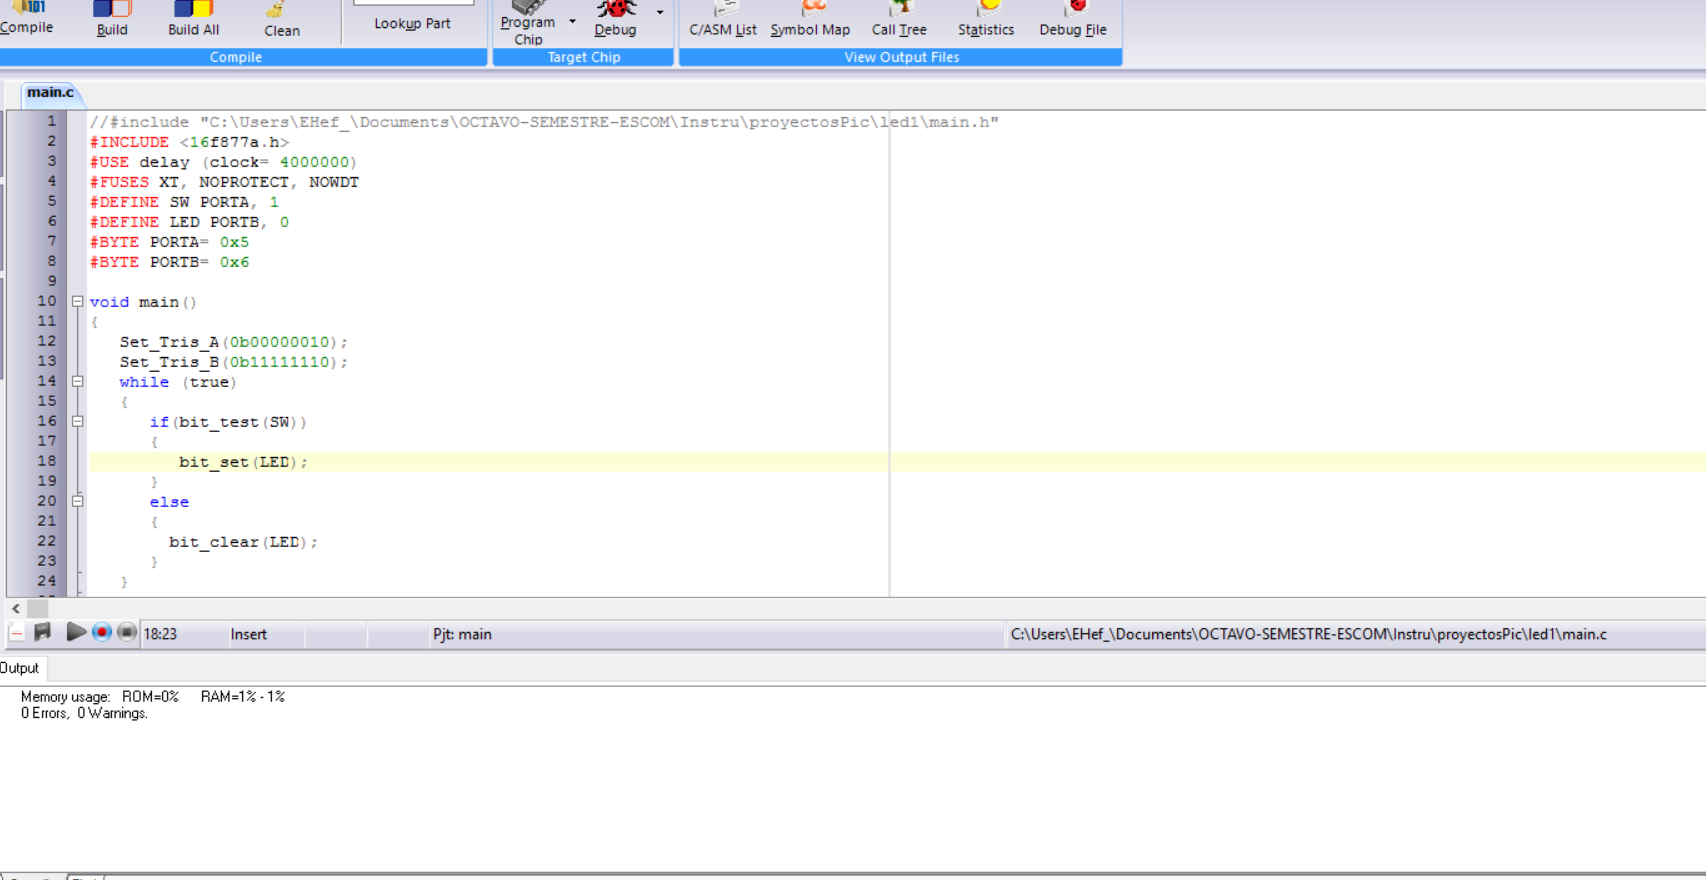 Compile
Build
Build All
Clean
Lookup Part
Program
Chip
Debug
C/ASM List
Symbol Map
Call Tree
Statistics
Debug File
Compile
Target Chip
View Output Files
main.c
1 //#include "C:\Users\EHef_\Documents\OCTAVO-SEMESTRE-ESCOM\Instru\proyectosPic\led1\main.h"
2 #INCLUDE <16f877a.h>
3 #USE delay (clock= 4000000)
4 #FUSES XT, NOPROTECT, NOWDT
5 #DEFINE SW PORTA, 1
6 #DEFINE LED PORTB, 0
7 #BYTE PORTA= 0x5
8 #BYTE PORTB= 0x6
9
10 void main()
11 {
12 Set_Tris_A(0b00000010);
13 Set_Tris_B(0b11111110);
14 while (true)
15 {
16 if(bit_test(SW))
17 {
18 bit_set(LED);
19 }
20 else
21 {
22 bit_clear(LED);
23 }
24 }
18:23 Insert Pjt: main C:\Users\EHef_\Documents\OCTAVO-SEMESTRE-ESCOM\Instru\proyectosPic\led1\main.c
Output
Memory usage: ROM=0% RAM=1% - 1%
0 Errors, 0 Warnings.